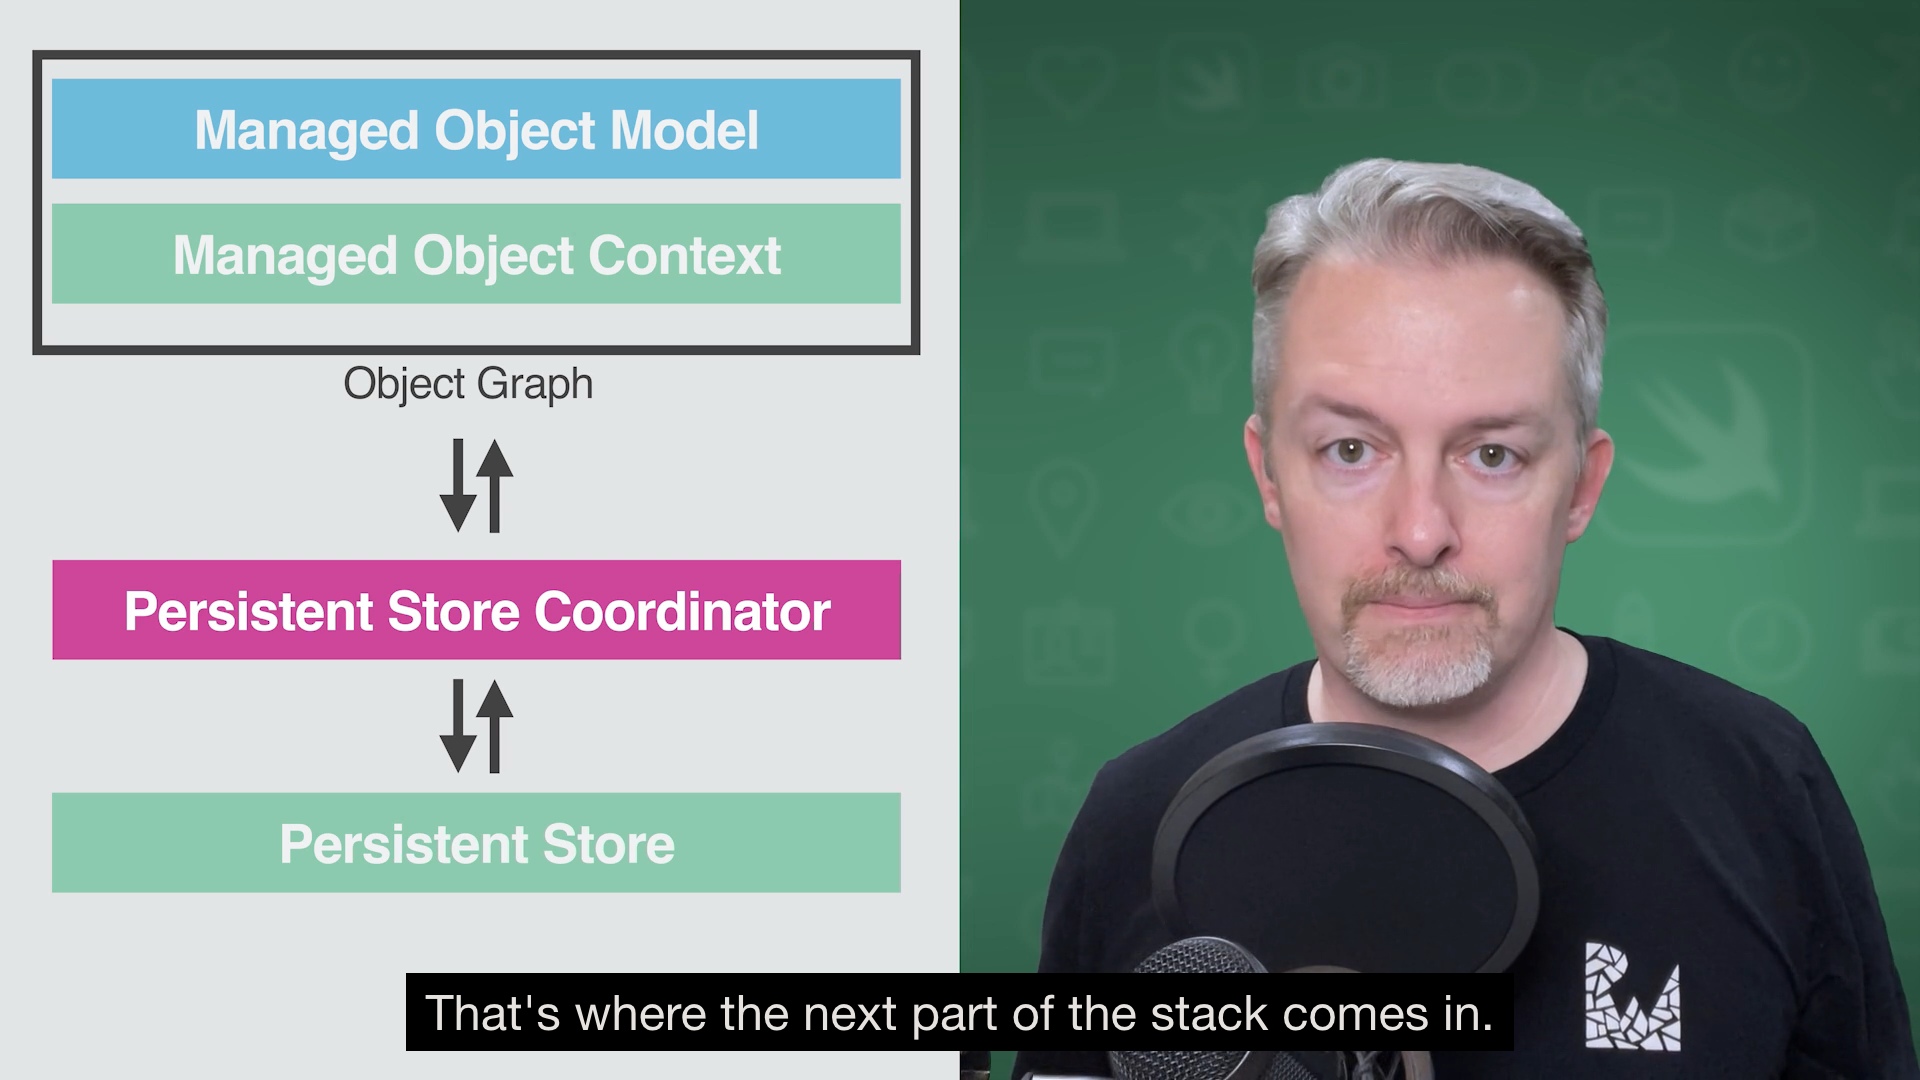 Managed Object Model
Managed Object Context
Object Graph
Persistent Store Coordinator
Persistent Store
That's where the next part of the stack comes in.